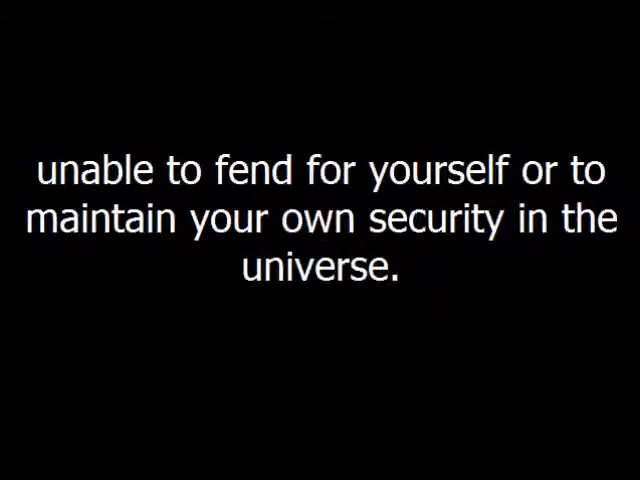 unable to fend for yourself or to
maintain your own security in the
universe.